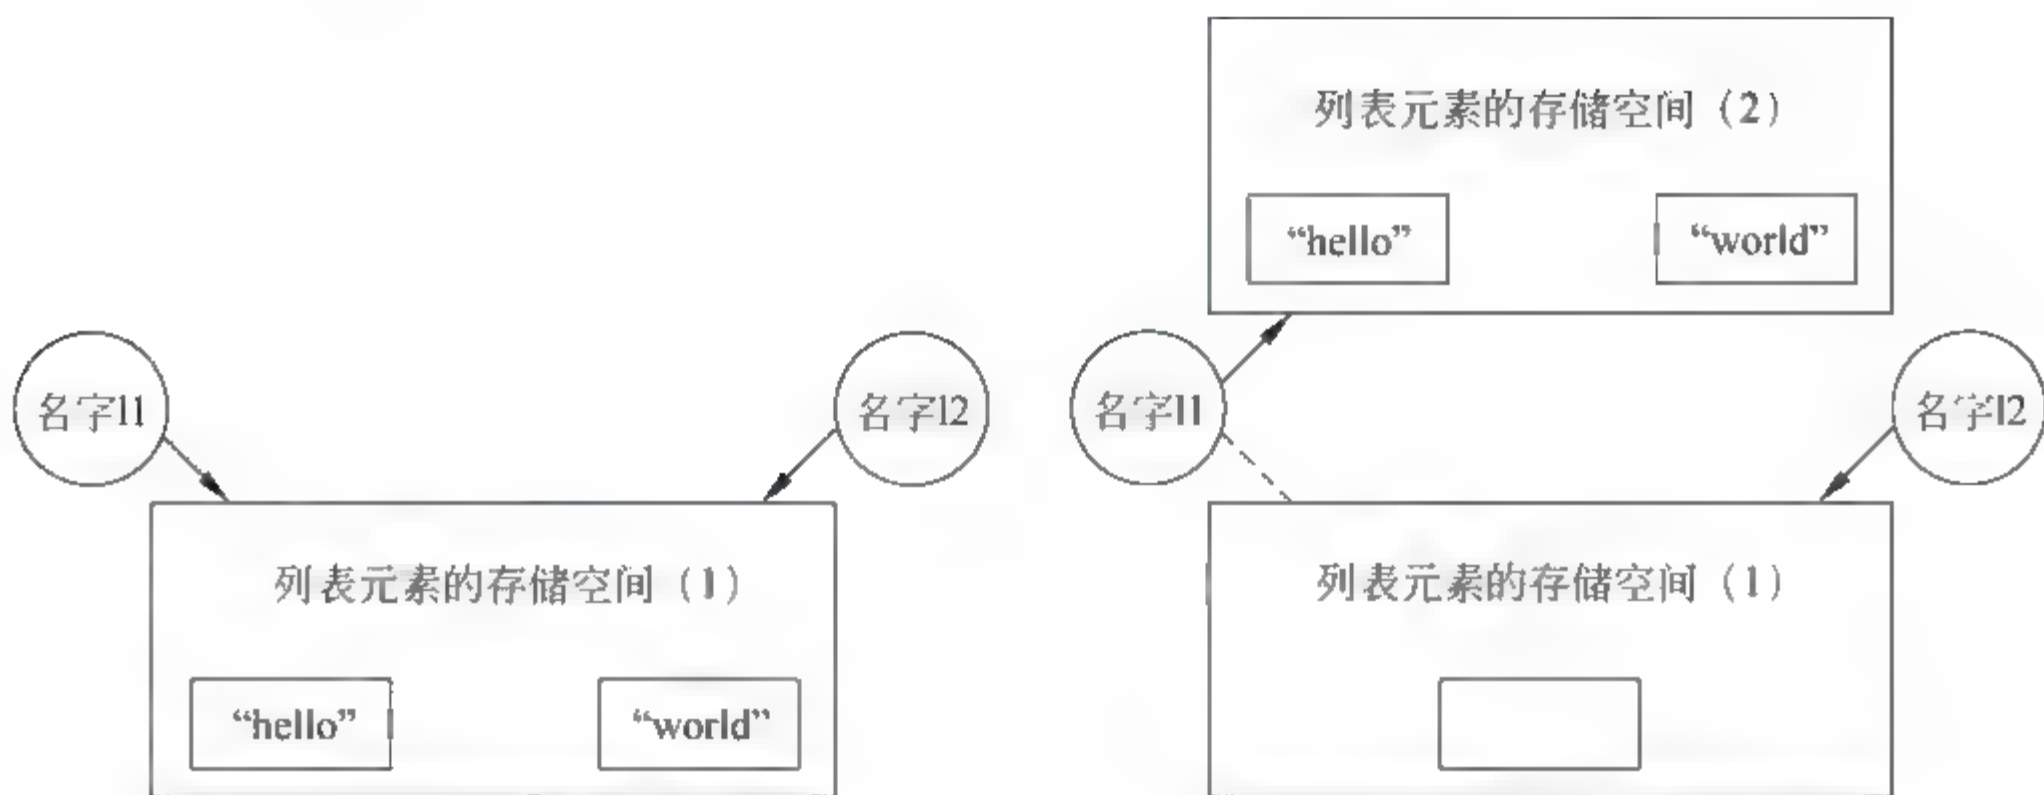 列表元素的存储空间（2）
“hello”
“world”
名字l1
名字l2
名字l1
名字l2
列表元素的存储空间（1）
列表元素的存储空间（1）
“hello”
“world”